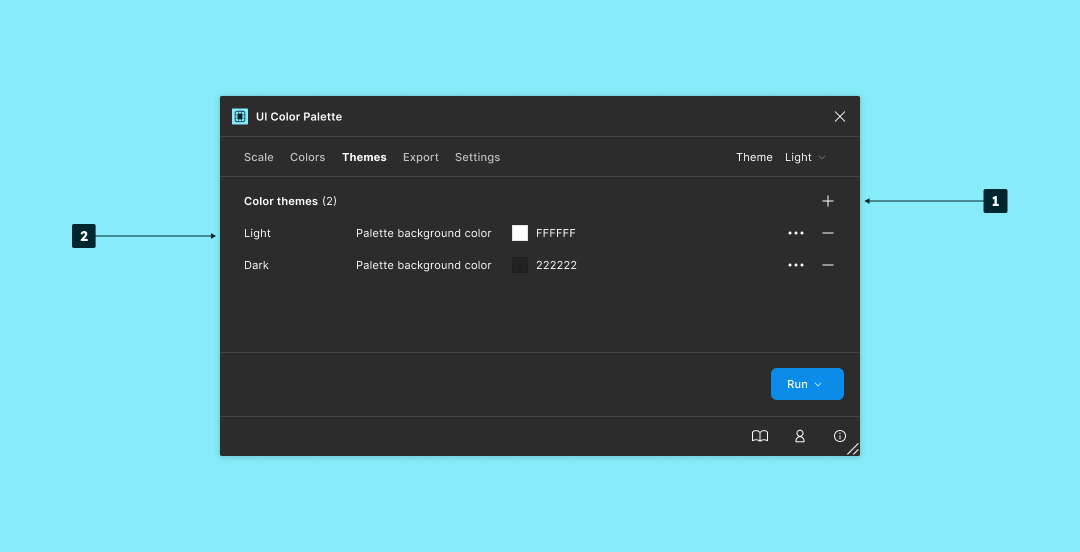 UI Color Palette
Scale Colors Themes Export Settings Theme Light
Color themes (2)
1
2
Light Palette background color FFFFFF
Dark Palette background color 222222
Run